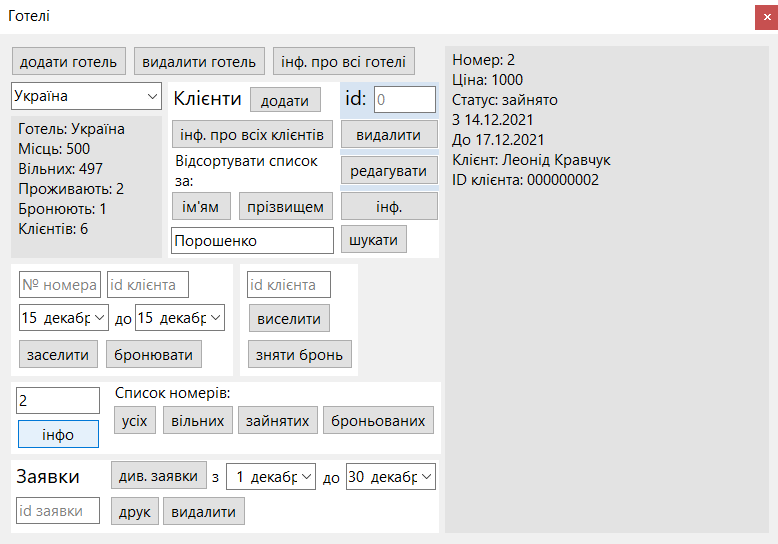 Готелі
додати готель видалити готель інф. про всі готелі
Україна
Готель: Україна
Місць: 500
Вільних: 497
Проживають: 2
Бронюють: 1
Клієнтів: 6
Клієнти додати id: 0
інф. про всіх клієнтів видалити
Відсортувати список
за:
редагувати
ім'ям прізвищем інф.
Порошенко шукати
№ номера id клієнта
15 декабр до 15 декабр
заселити бронювати
id клієнта
виселити
зняти бронь
2
інфо
Список номерів:
усіх вільних зайнятих броньованих
Заявки див. заявки з 1 декабр до 30 декабр
id заявки друк видалити
Номер: 2
Ціна: 1000
Статус: зайнято
З 14.12.2021
До 17.12.2021
Клієнт: Леонід Кравчук
ID клієнта: 000000002